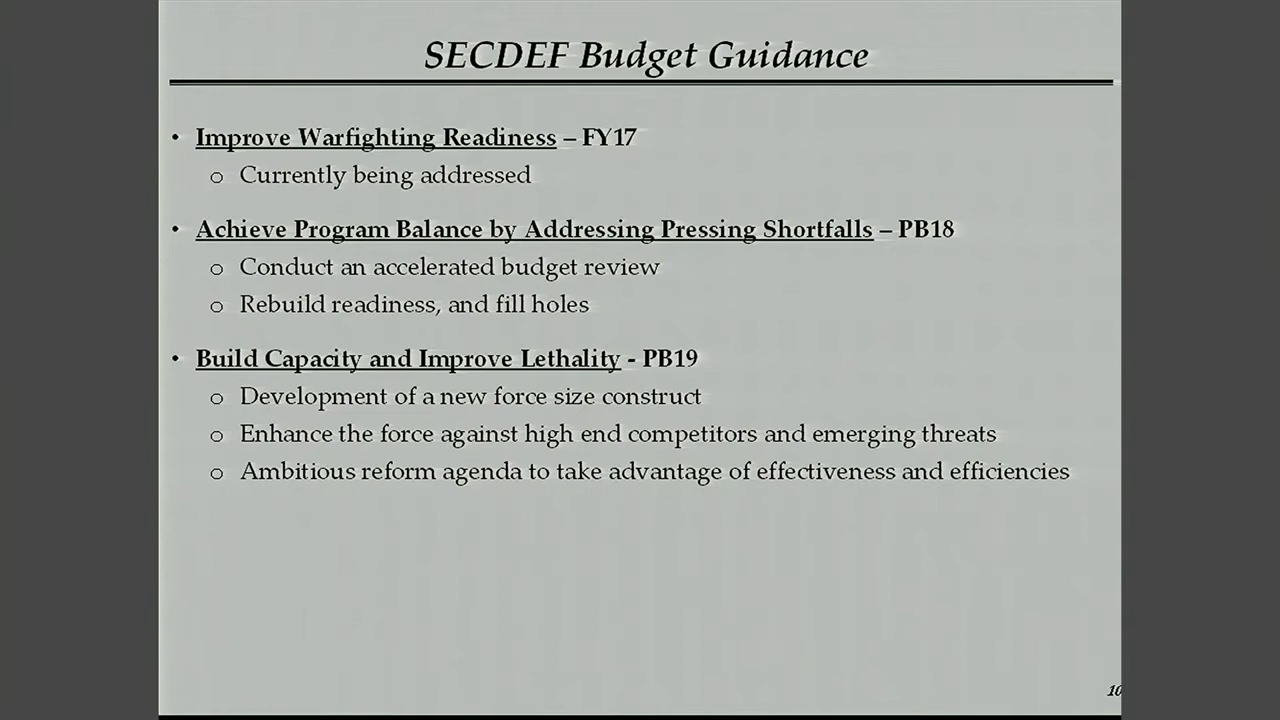 SECDEF Budget Guidance
• Improve Warfighting Readiness – FY17
o Currently being addressed
• Achieve Program Balance by Addressing Pressing Shortfalls – PB18
o Conduct an accelerated budget review
o Rebuild readiness, and fill holes
• Build Capacity and Improve Lethality - PB19
o Development of a new force size construct
o Enhance the force against high end competitors and emerging threats
o Ambitious reform agenda to take advantage of effectiveness and efficiencies
10